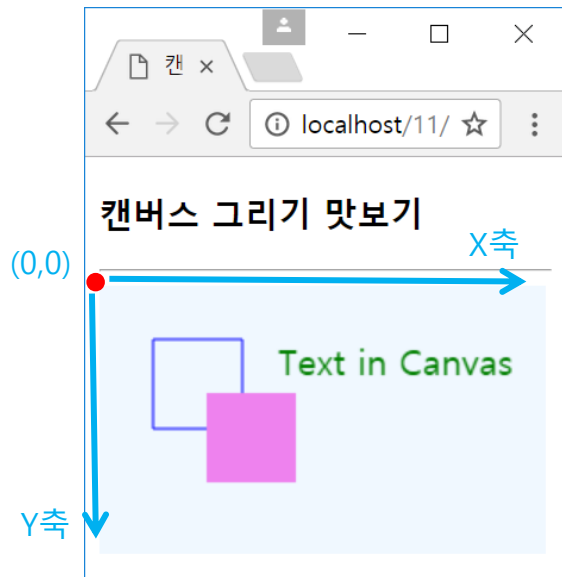 캔
localhost/11/
캔버스 그리기 맛보기
X축
(0,0)
Text in Canvas
Y축